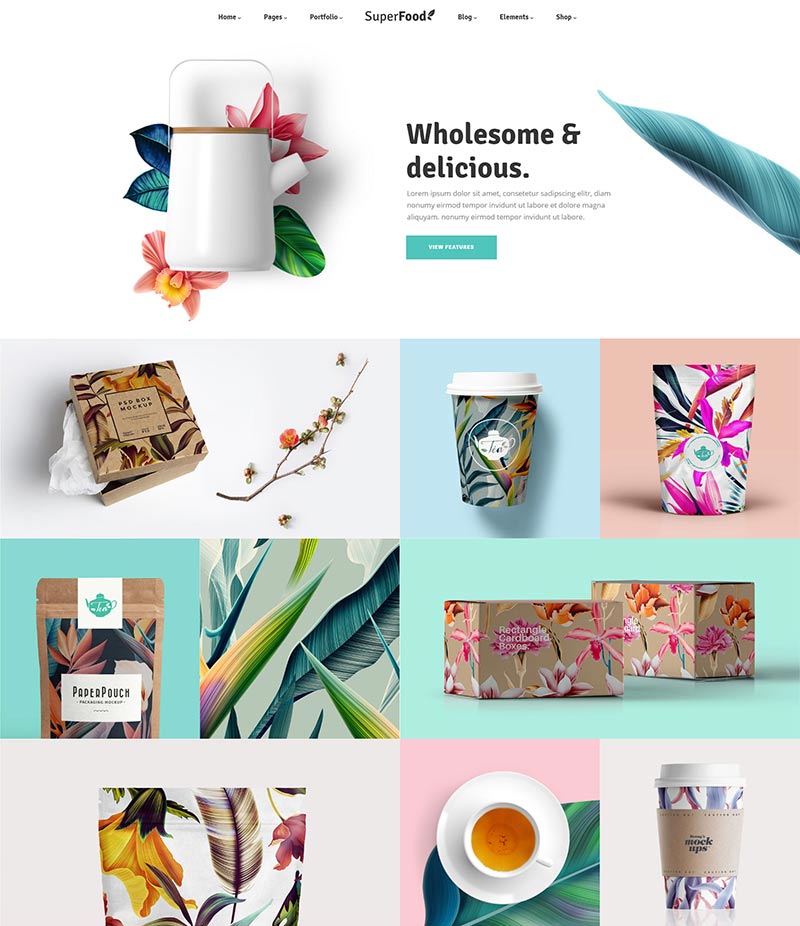 Home
Pages
Portfolio
SuperFood
Blog
Elements
Shop
Wholesome &
delicious.
Lorem ipsum dolor sit amet, consetetur sadipscing elitr, diam
nonumy eirmod tempor invidunt ut labore et dolore magna
aliquyam. nonumy eirmod tempor invidunt ut labore.
VIEW FEATURES
PSD BOX
MOCKUP
Tea
Tea
Tea
PAPERPOUCH
- PACKAGING MOCKUP -
Rectangle
Cardboard
Boxes.
mock
ups